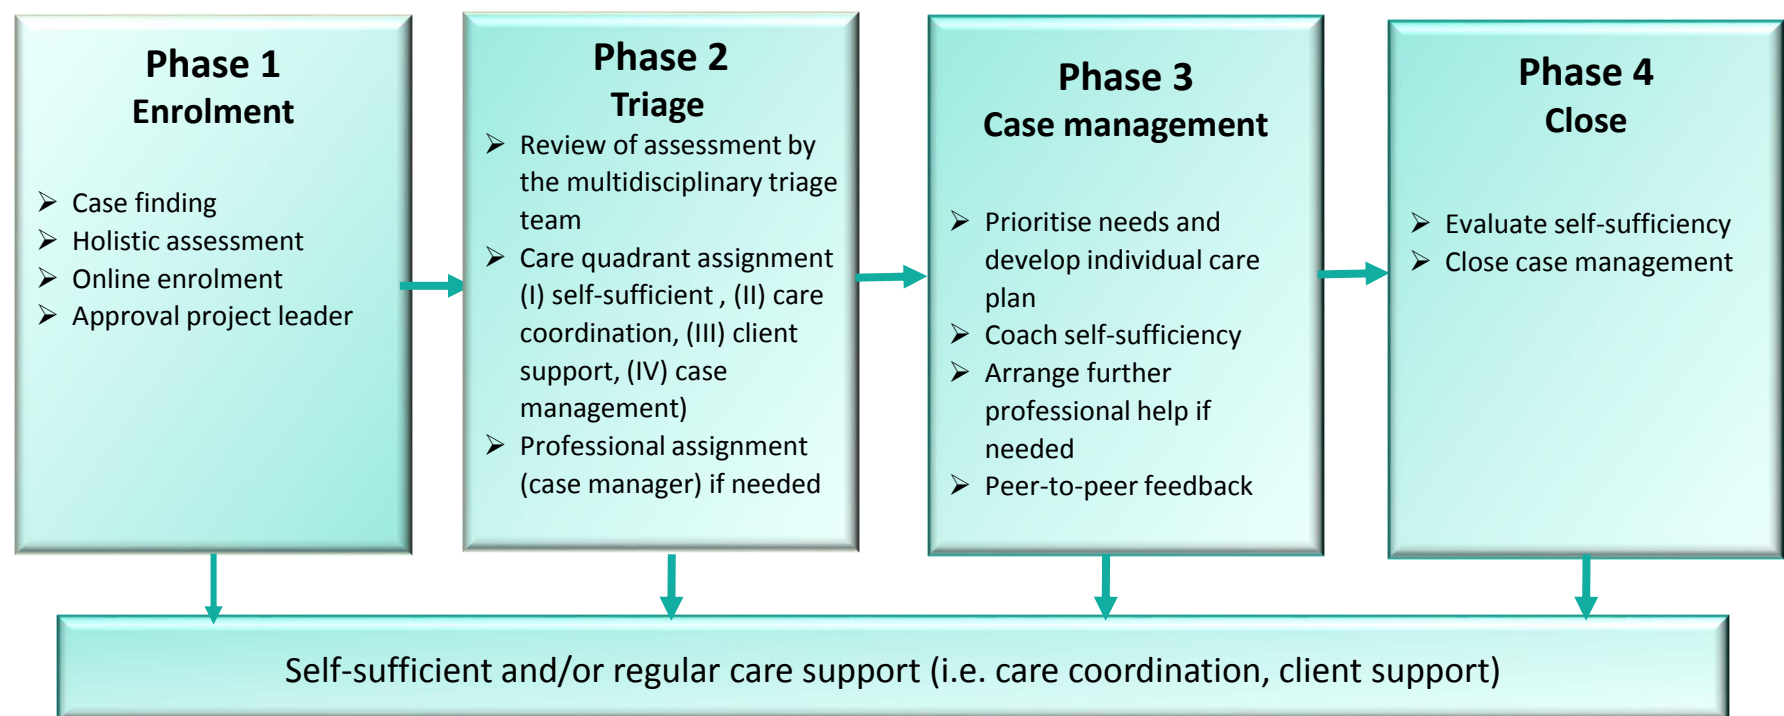 Phase 1
Enrolment
➢ Case finding
➢ Holistic assessment
➢ Online enrolment
➢ Approval project leader
Phase 2
Triage
➢ Review of assessment by
the multidisciplinary triage
team
➢ Care quadrant assignment
(I) self-sufficient , (II) care
coordination, (III) client
support, (IV) case
management)
➢ Professional assignment
(case manager) if needed
Phase 3
Case management
➢ Prioritise needs and
develop individual care
plan
➢ Coach self-sufficiency
➢ Arrange further
professional help if
needed
➢ Peer-to-peer feedback
Phase 4
Close
➢ Evaluate self-sufficiency
➢ Close case management
Self-sufficient and/or regular care support (i.e. care coordination, client support)